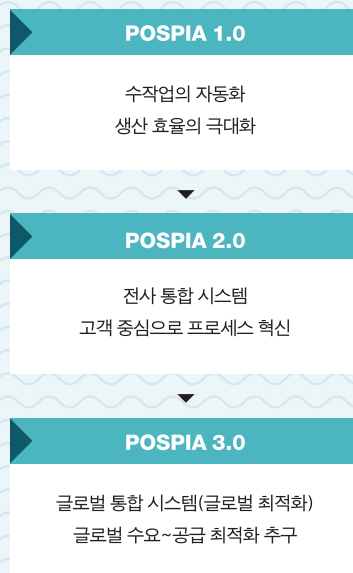 POSPIA 1.0
수작업의 자동화
생산 효율의 극대화
POSPIA 2.0
전사 통합 시스템
고객 중심으로 프로세스 혁신
POSPIA 3.0
글로벌 통합 시스템(글로벌 최적화)
글로벌 수요~공급 최적화 추구